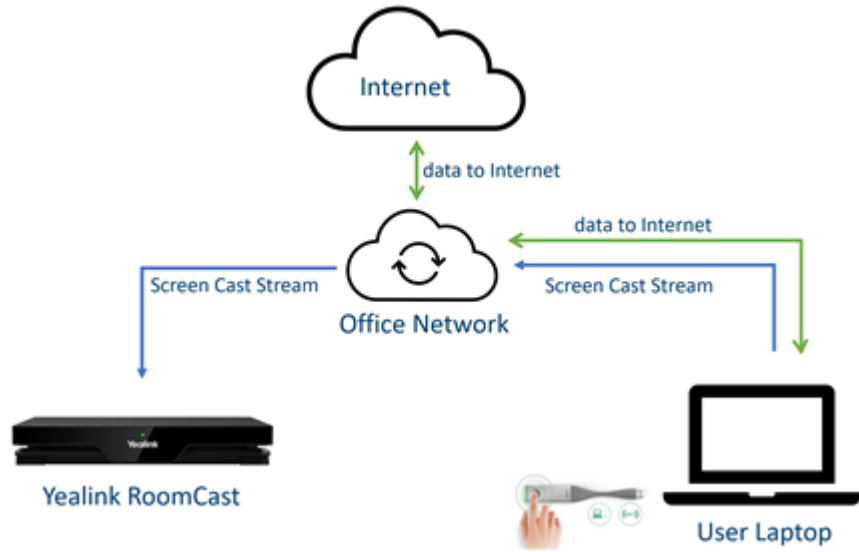 Internet
data to Internet
data to Internet
Screen Cast Stream
Screen Cast Stream
Office Network
Yealink
Yealink RoomCast
User Laptop